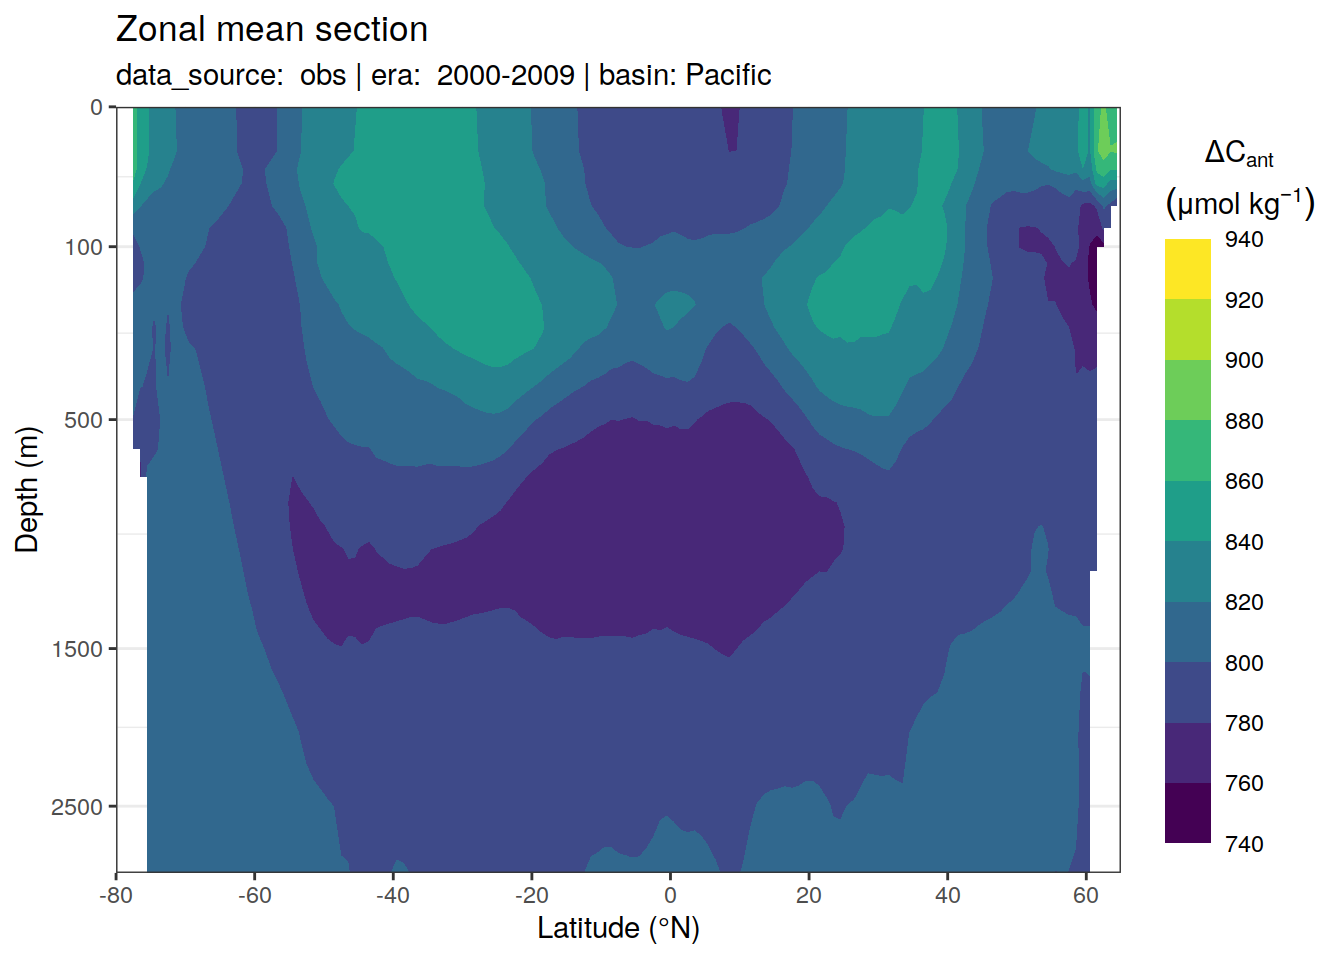 Zonal mean section
data_source:  obs | era:  2000-2009 | basin: Pacific
ΔCant
(μmol kg⁻¹)
940
920
900
880
860
840
820
800
780
760
740
Depth (m)
0
100
500
1500
2500
-80 -60 -40 -20 0 20 40 60
Latitude (°N)